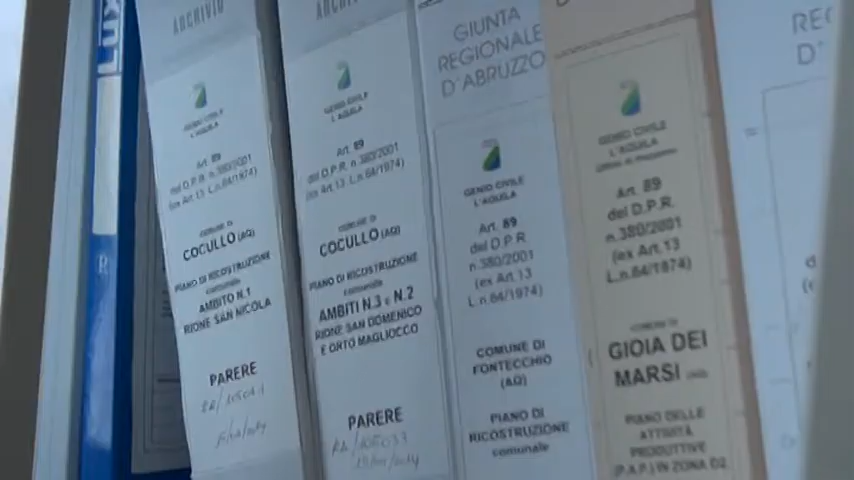 LUX
ARCHIVIO
GENIO CIVILE
L'AQUILA
Art. 89
del D.P.R. n.380/2001
(ex Art.13 L.n.64/1974)
COMUNE DI
COCULLO (AQ)
PIANO DI RICOSTRUZIONE
comunale
AMBITO N.1
RIONE SAN NICOLA
PARERE
ARCHIVIO
GENIO CIVILE
L'AQUILA
Art. 89
del D.P.R. n.380/2001
(ex Art.13 L.n.64/1974)
COMUNE DI
COCULLO (AQ)
PIANO DI RICOSTRUZIONE
comunale
AMBITI N.3 e N.2
RIONE SAN DOMENICO
E ORTO MAGLIOCCO
PARERE
GIUNTA
REGIONALE
D'ABRUZZO
GENIO CIVILE
L'AQUILA
Art. 89
del D.P.R.
n.380/2001
(ex Art.13
L.n.64/1974)
COMUNE DI
FONTECCHIO
(AQ)
PIANO DI
RICOSTRUZIONE
comunale
GENIO CIVILE
L'AQUILA
Art. 89
del D.P.R.
n.380/2001
(ex Art.13
L.n.64/1974)
COMUNE DI
GIOIA DEI
MARSI (AQ)
PIANO DELLE
ATTIVITÀ
PRODUTTIVE
(P.A.P.) IN ZONA D2